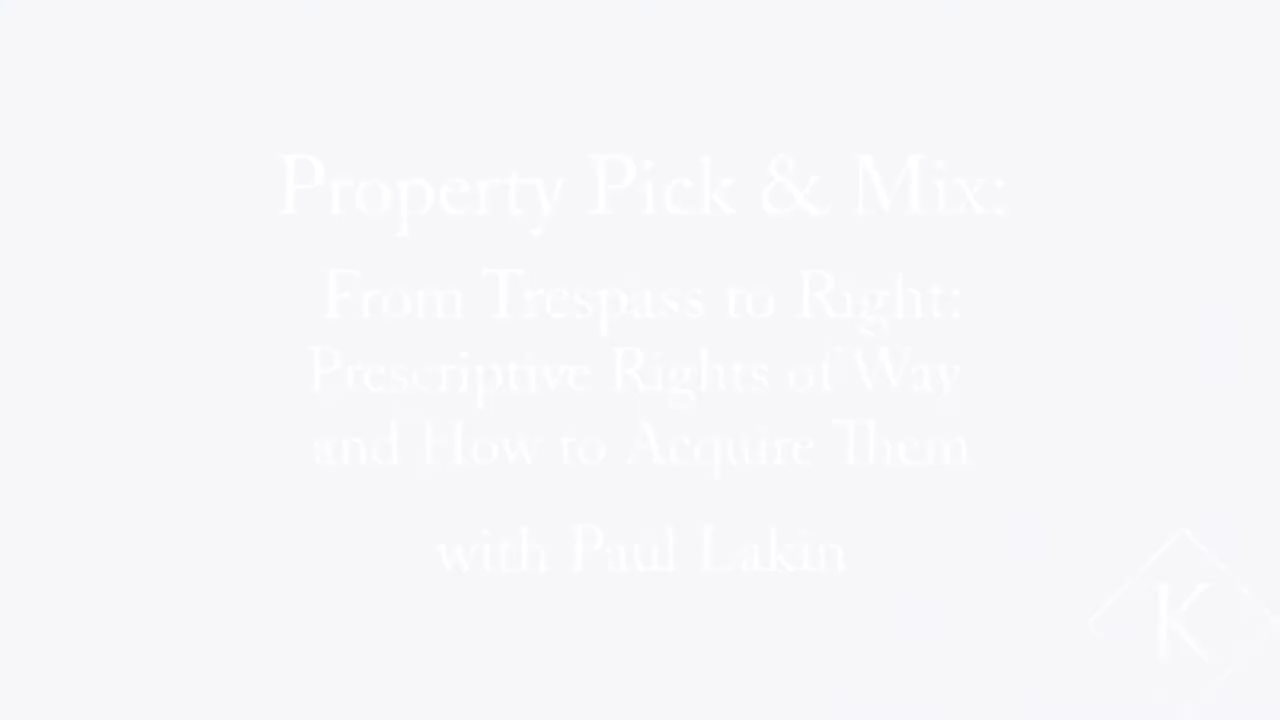 Property Pick & Mix:
From Trespass to Right:
Prescriptive Rights of Way
and How to Acquire Them
with Paul Lakin
K